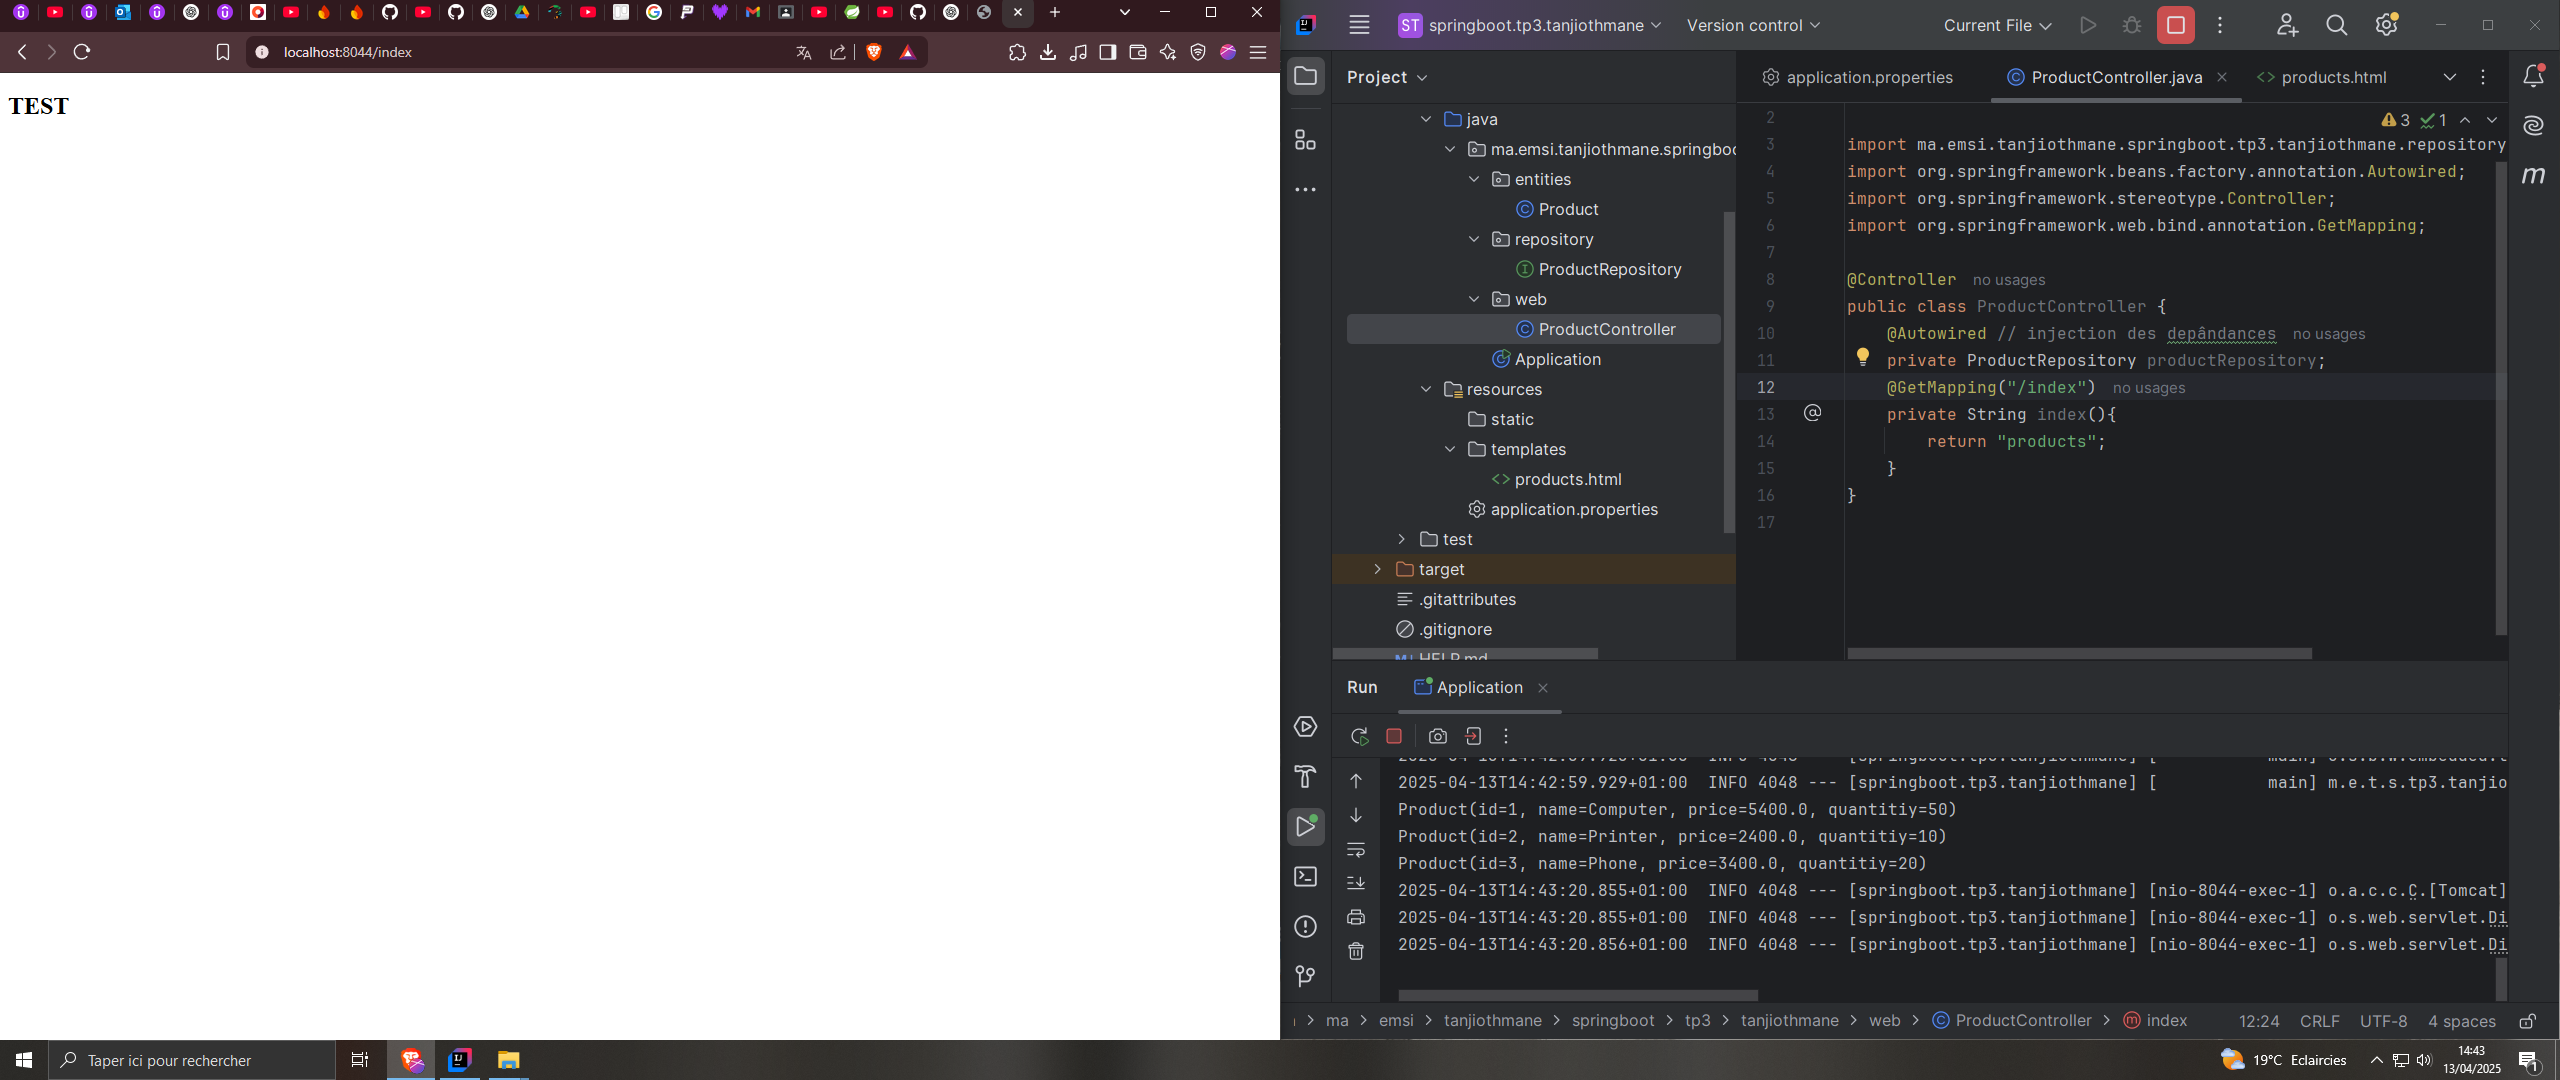 localhost:8044/index
TEST
ST springboot.tp3.tanjiothmane
Version control
Current File
Project
application.properties
ProductController.java
products.html
java
ma.emsi.tanjiothmane.springboo
entities
Product
repository
ProductRepository
web
ProductController
Application
resources
static
templates
products.html
application.properties
test
target
.gitattributes
.gitignore
HELP.md
3 1
2
3 import ma.emsi.tanjiothmane.springboot.tp3.tanjiothmane.repository
4 import org.springframework.beans.factory.annotation.Autowired;
5 import org.springframework.stereotype.Controller;
6 import org.springframework.web.bind.annotation.GetMapping;
7
8 @Controller no usages
9 public class ProductController {
10 @Autowired // injection des depândances no usages
11 private ProductRepository productRepository;
12 @GetMapping("/index") no usages
13 private String index(){
14 return "products";
15 }
16 }
17
Run
Application
2025-04-13T14:42:59.929+01:00 INFO 4048 --- [springboot.tp3.tanjiothmane] [ main] m.e.t.s.tp3.tanjio
Product(id=1, name=Computer, price=5400.0, quantitiy=50)
Product(id=2, name=Printer, price=2400.0, quantitiy=10)
Product(id=3, name=Phone, price=3400.0, quantitiy=20)
2025-04-13T14:43:20.855+01:00 INFO 4048 --- [springboot.tp3.tanjiothmane] [nio-8044-exec-1] o.a.c.c.C.[Tomcat]
2025-04-13T14:43:20.855+01:00 INFO 4048 --- [springboot.tp3.tanjiothmane] [nio-8044-exec-1] o.s.web.servlet.Di
2025-04-13T14:43:20.856+01:00 INFO 4048 --- [springboot.tp3.tanjiothmane] [nio-8044-exec-1] o.s.web.servlet.Di
ma > emsi > tanjiothmane > springboot > tp3 > tanjiothmane > web > ProductController > index
12:24 CRLF UTF-8 4 spaces
Taper ici pour rechercher
19°C Eclaircies
14:43
13/04/2025
1